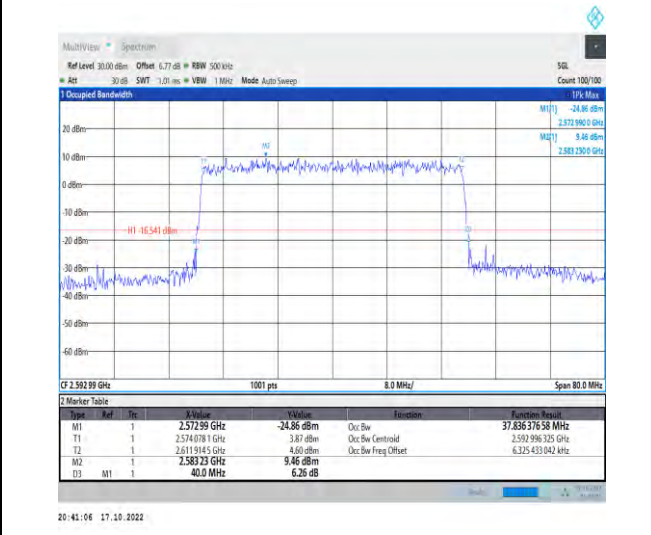 MultiView Spectrum
Ref Level 30.00 dBm Offset 6.77 dB RBW 500 kHz SGL
Att 30 dB SWT 1.01 ms VBW 1 MHz Mode Auto Sweep Count 100/100
1 Occupied Bandwidth 1Pk Max
M1[1] -24.86 dBm
2.572 990 0 GHz
M2[1] 9.46 dBm
2.583 230 0 GHz
20 dBm
M2
10 dBm
0 dBm
-10 dBm
H1 -16.541 dBm
-20 dBm
M1
-30 dBm
-40 dBm
-50 dBm
-60 dBm
CF 2.592 99 GHz 1001 pts 8.0 MHz/ Span 80.0 MHz
2 Marker Table
Type Ref Trc X-Value Y-Value Function Function Result
M1 1 2.572 99 GHz -24.86 dBm Occ Bw 37.836 376 58 MHz
T1 1 2.574 078 1 GHz 3.87 dBm Occ Bw Centroid 2.592 996 325 GHz
T2 1 2.611 914 5 GHz 4.60 dBm Occ Bw Freq Offset 6.325 433 042 kHz
M2 1 2.583 23 GHz 9.46 dBm
D3 M1 1 40.0 MHz 6.26 dB
20:41:06 17.10.2022